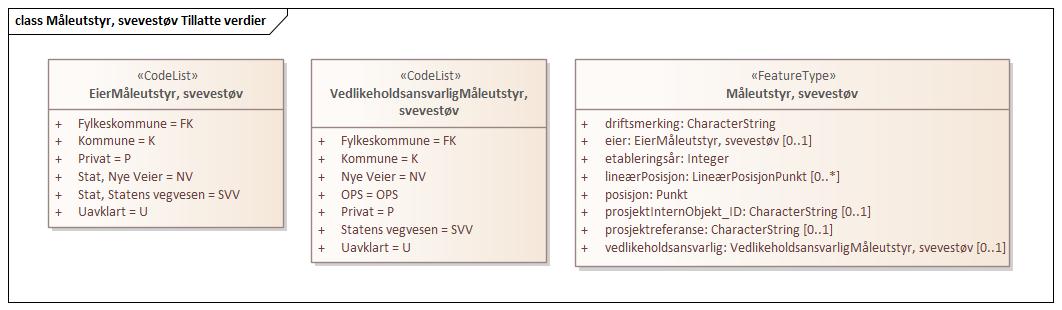 class Måleutstyr, svevestøv Tillatte verdier
«CodeList»
EierMåleutstyr, svevestøv
+ Fylkeskommune = FK
+ Kommune = K
+ Privat = P
+ Stat, Nye Veier = NV
+ Stat, Statens vegvesen = SVV
+ Uavklart = U
«CodeList»
VedlikeholdsansvarligMåleutstyr,
svevestøv
+ Fylkeskommune = FK
+ Kommune = K
+ Nye Veier = NV
+ OPS = OPS
+ Privat = P
+ Statens vegvesen = SVV
+ Uavklart = U
«FeatureType»
Måleutstyr, svevestøv
+ driftsmerking: CharacterString
+ eier: EierMåleutstyr, svevestøv [0..1]
+ etableringsår: Integer
+ lineærPosisjon: LineærPosisjonPunkt [0..*]
+ posisjon: Punkt
+ prosjektInternObjekt_ID: CharacterString [0..1]
+ prosjektreferanse: CharacterString [0..1]
+ vedlikeholdsansvarlig: VedlikeholdsansvarligMåleutstyr, svevestøv [0..1]